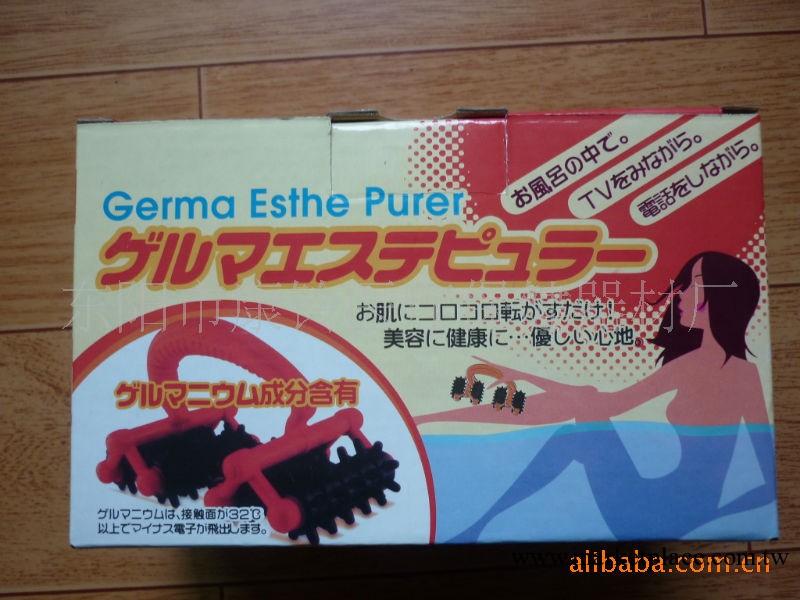 お風呂の中で。
TVをみながら。
電話をしながら。
Germa Esthe Purer
ゲルマエステピュラー
お肌にコロコロ転がすだけ!
美容に健康に…優しい心地。
ゲルマニウム成分含有
ゲルマニウムは、接触面が32℃
以上でマイナス電子が飛出します。
alibaba.com.cn